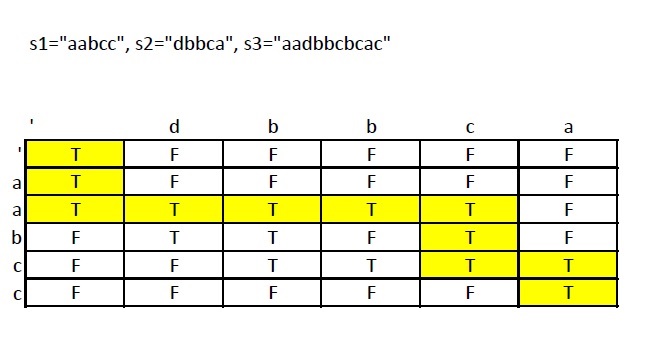 s1="aabcc", s2="dbbca", s3="aadbbcbcac"
' d b b c a
' T F F F F F
a T F F F F F
a T T T T T F
b F T T F T F
c F F T T T T
c F F F F F T